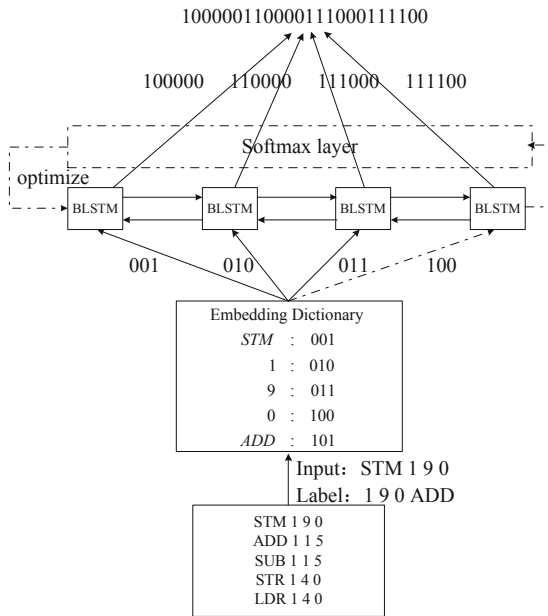 100000110000111000111100
100000 110000 111000 111100
Softmax layer
optimize
BLSTM BLSTM BLSTM BLSTM
001 010 011 100
Embedding Dictionary
STM : 001
1 : 010
9 : 011
0 : 100
ADD : 101
Input：STM 1 9 0
Label：1 9 0 ADD
STM 1 9 0
ADD 1 1 5
SUB 1 1 5
STR 1 4 0
LDR 1 4 0